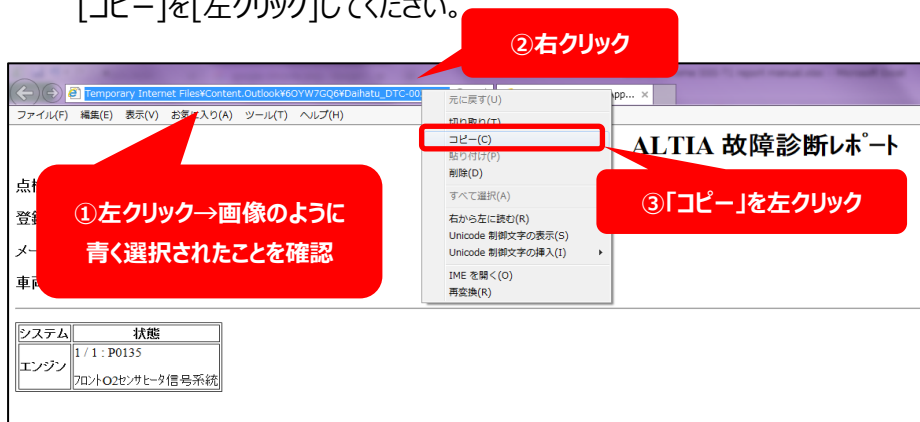 [コピー]を[左クリック]してください。
②右クリック
Temporary Internet Files¥Content.Outlook¥6OYW7GQ6¥Daihatu_DTC-00
pp... ×
ファイル(F) 編集(E) 表示(V) お気に入り(A) ツール(T) ヘルプ(H)
元に戻す(U)
切り取り(T)
コピー(C)
貼り付け(P)
削除(D)
すべて選択(A)
右から左に読む(R)
Unicode 制御文字の表示(S)
Unicode 制御文字の挿入(I)
IME を開く(O)
再変換(R)
ALTIA 故障診断ﾚﾎﾟｰﾄ
③「コピー」を左クリック
①左クリック→画像のように
青く選択されたことを確認
点
登
メー
車
システム 状態
エンジン
1 / 1 : P0135
ﾌﾛﾝﾄO2ｾﾝｻﾋｰﾀ信号系統